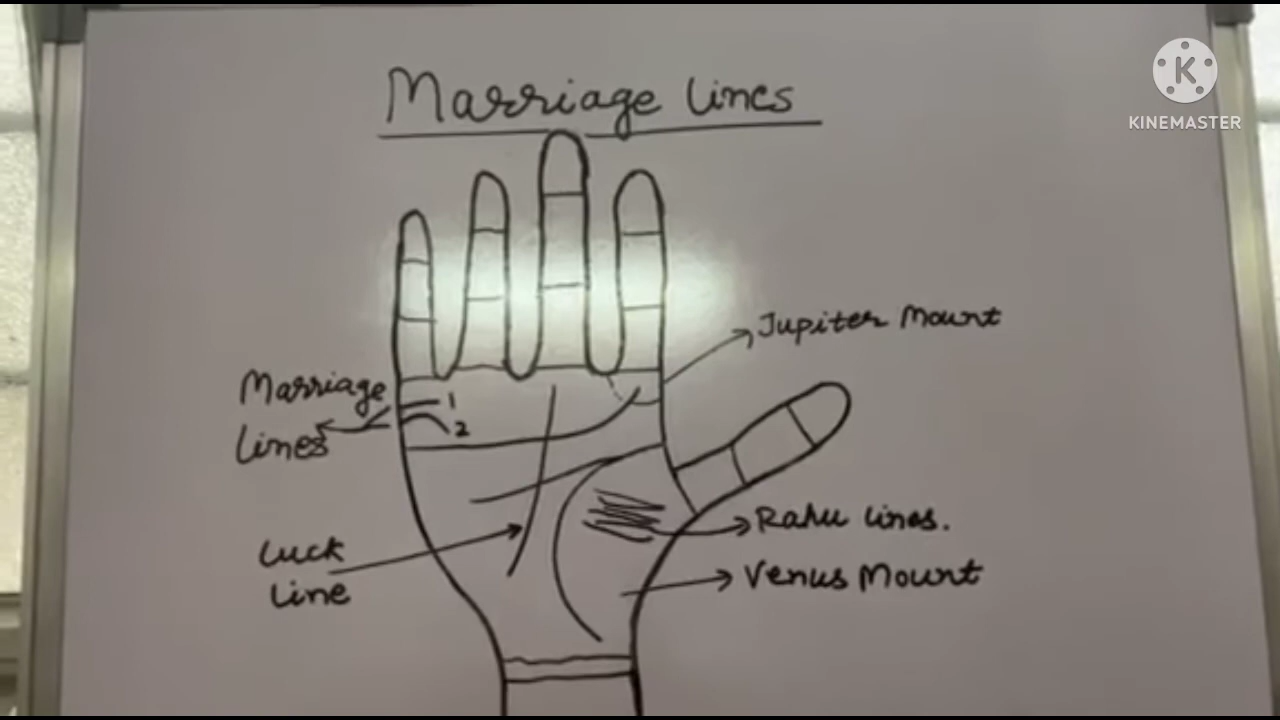 Marriage Lines
Jupiter Mount
Marriage
Lines
1
2
Luck
Line
Rahu Lines.
Venus Mount
K
KINEMASTER